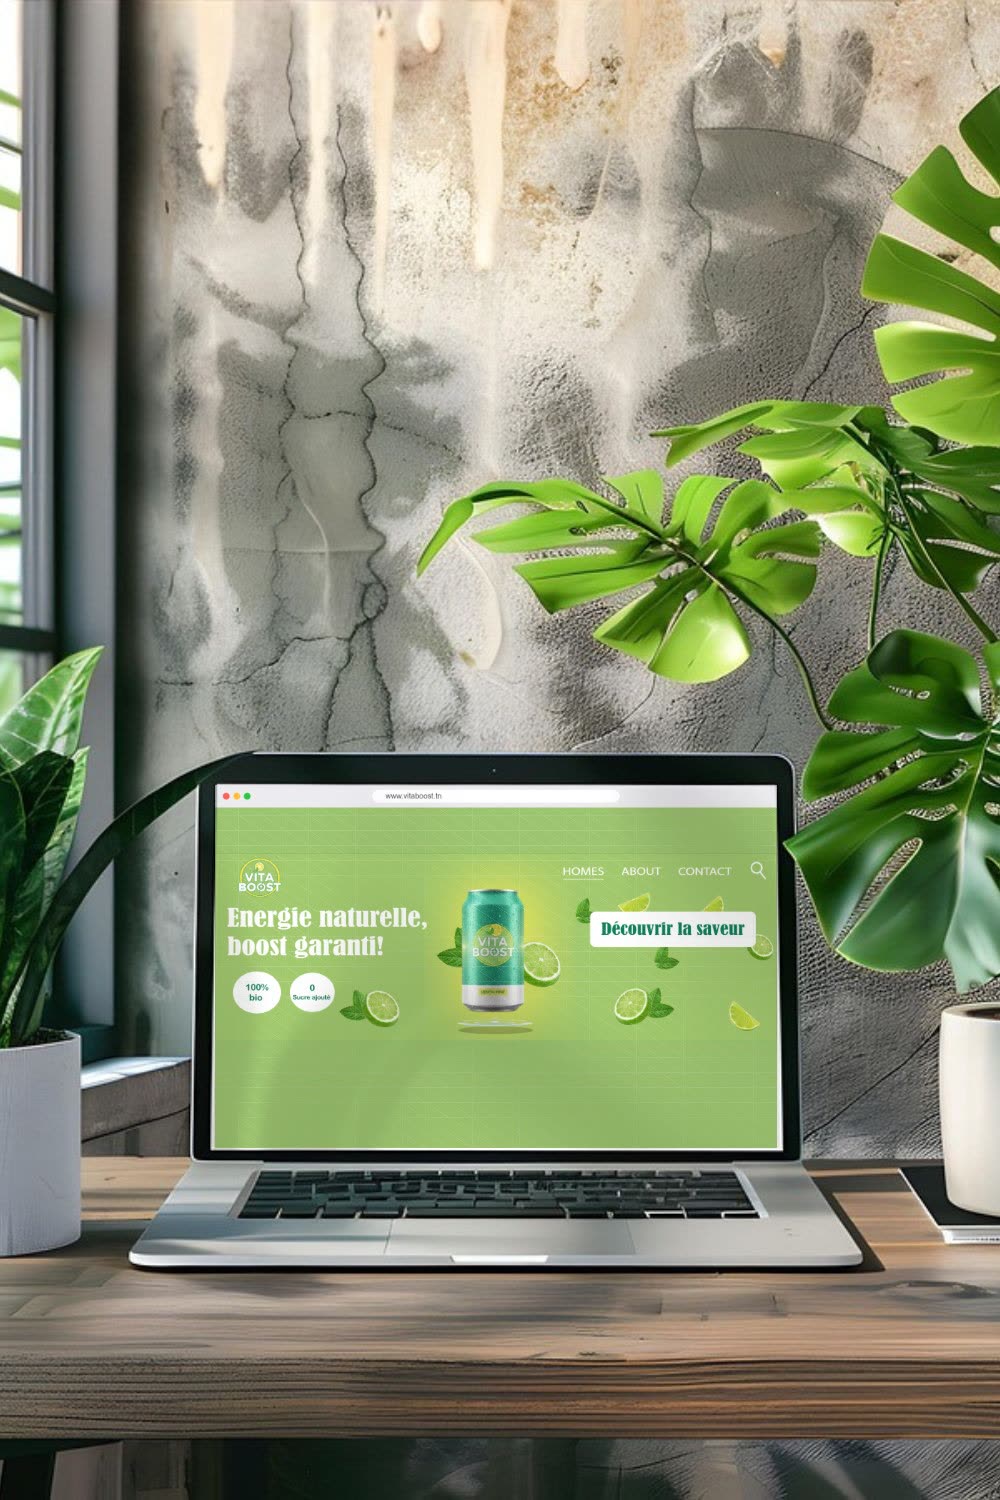 www.vitaboost.tn
VITA
BOOST
HOMES ABOUT CONTACT
Energie naturelle,
boost garanti!
100%
bio
0
Sucre ajouté
VITA
BOOST
Découvrir la saveur